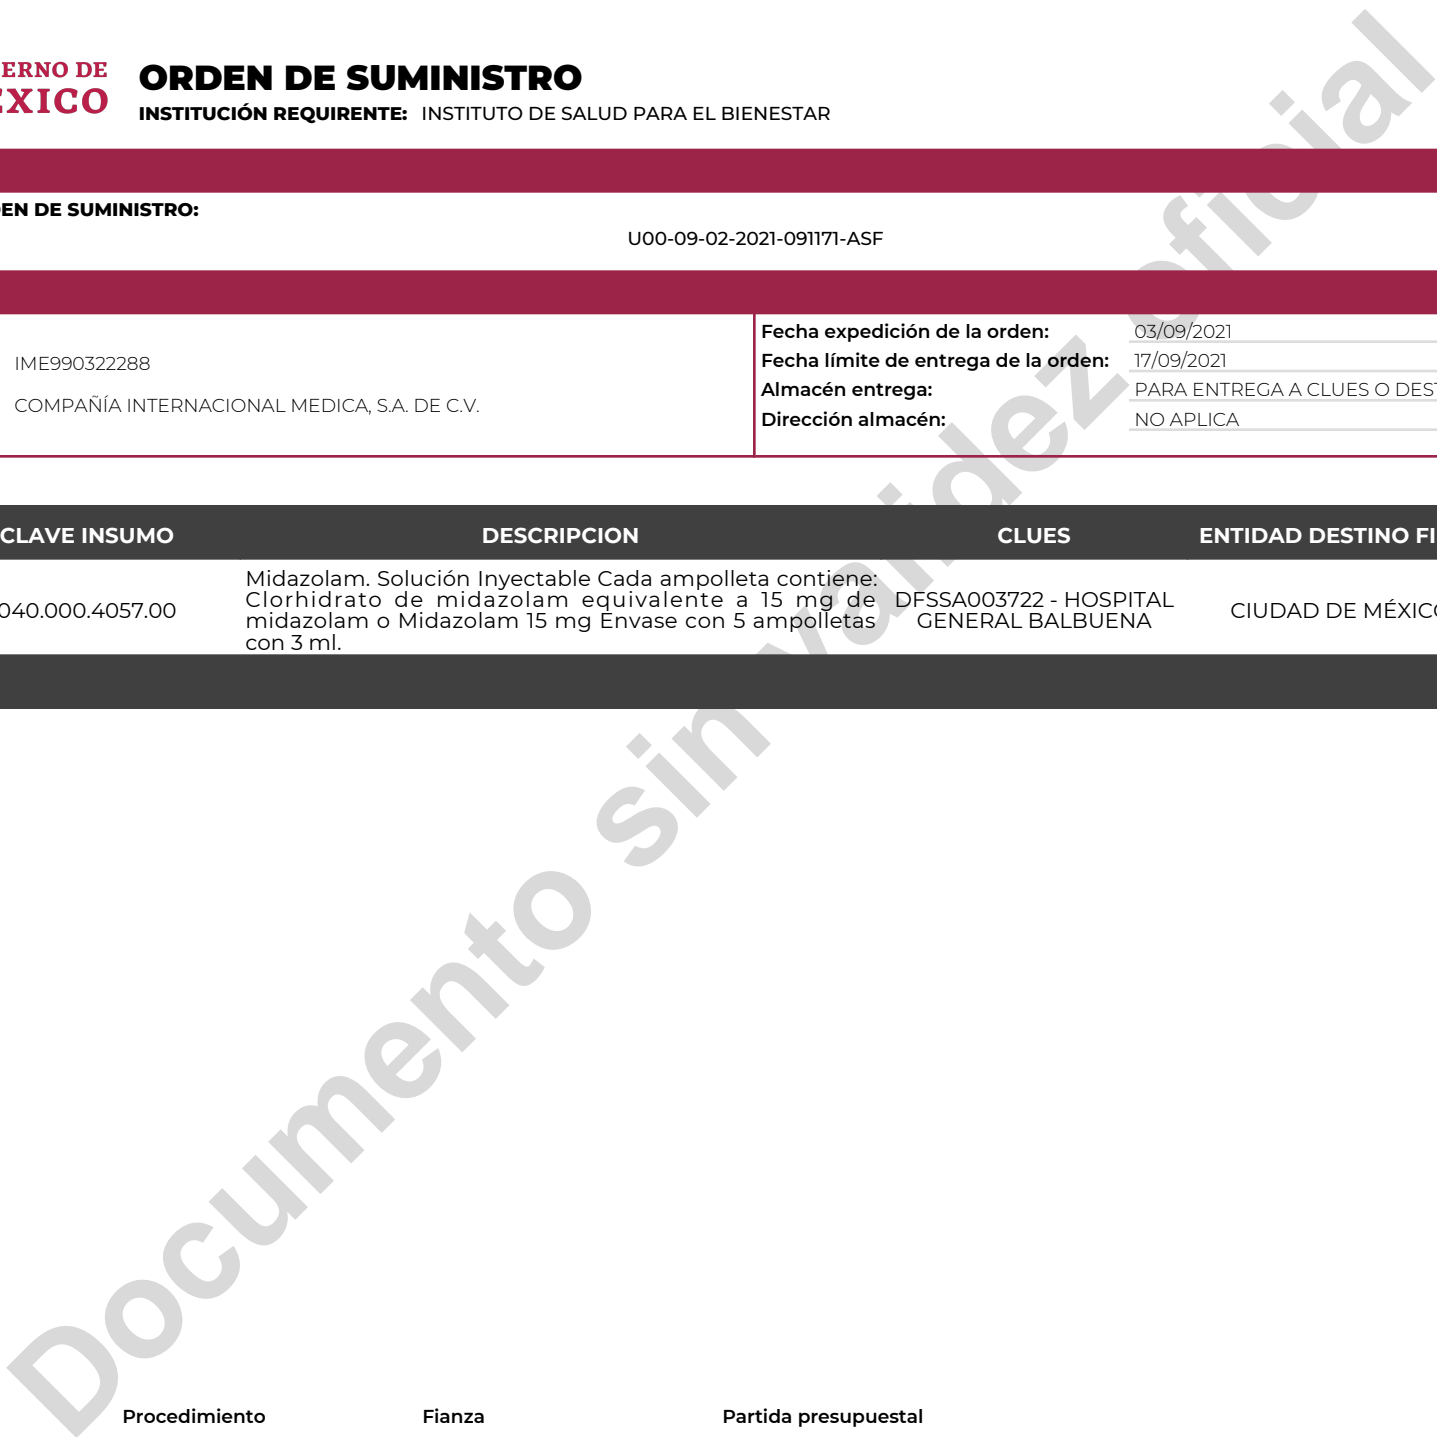 ERNO DE
ÉXICO
ORDEN DE SUMINISTRO
INSTITUCIÓN REQUIRENTE: INSTITUTO DE SALUD PARA EL BIENESTAR
EN DE SUMINISTRO:
U00-09-02-2021-091171-ASF
IME990322288
COMPAÑÍA INTERNACIONAL MEDICA, S.A. DE C.V.
Fecha expedición de la orden: 03/09/2021
Fecha límite de entrega de la orden: 17/09/2021
Almacén entrega: PARA ENTREGA A CLUES O DEST
Dirección almacén: NO APLICA
CLAVE INSUMO DESCRIPCION CLUES ENTIDAD DESTINO FI
040.000.4057.00
Midazolam. Solución Inyectable Cada ampolleta contiene:
Clorhidrato de midazolam equivalente a 15 mg de
midazolam o Midazolam 15 mg Envase con 5 ampolletas
con 3 ml.
DFSSA003722 - HOSPITAL
GENERAL BALBUENA
CIUDAD DE MÉXICO
Documento sin validez oficial
Procedimiento Fianza Partida presupuestal